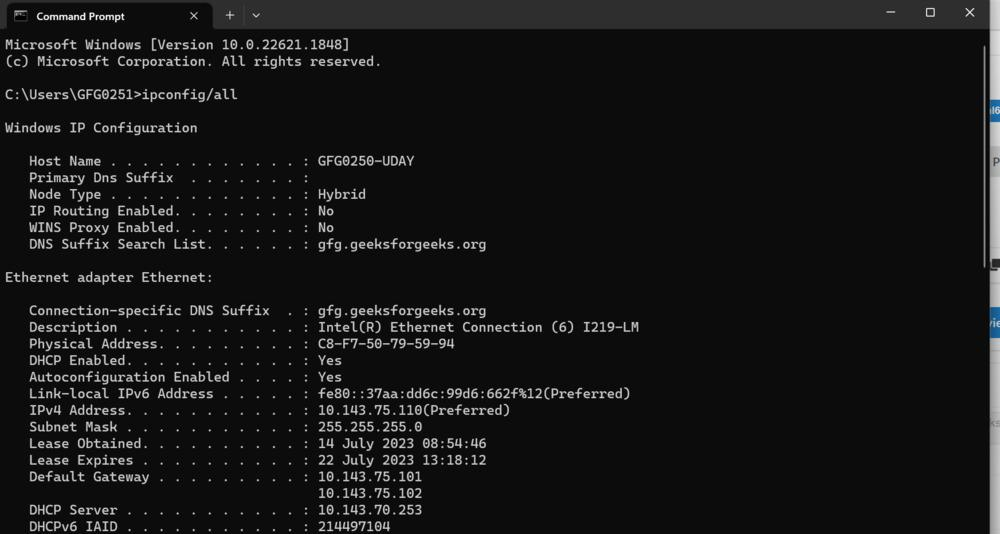 Command Prompt
Microsoft Windows [Version 10.0.22621.1848]
(c) Microsoft Corporation. All rights reserved.
C:\Users\GFG0251>ipconfig/all
Windows IP Configuration
Host Name . . . . . . . . . . . . : GFG0250-UDAY
Primary Dns Suffix  . . . . . . . :
Node Type . . . . . . . . . . . . : Hybrid
IP Routing Enabled. . . . . . . . : No
WINS Proxy Enabled. . . . . . . . : No
DNS Suffix Search List. . . . . . : gfg.geeksforgeeks.org
Ethernet adapter Ethernet:
Connection-specific DNS Suffix  . : gfg.geeksforgeeks.org
Description . . . . . . . . . . . : Intel(R) Ethernet Connection (6) I219-LM
Physical Address. . . . . . . . . : C8-F7-50-79-59-94
DHCP Enabled. . . . . . . . . . . : Yes
Autoconfiguration Enabled . . . . : Yes
Link-local IPv6 Address . . . . . : fe80::37aa:dd6c:99d6:662f%12(Preferred)
IPv4 Address. . . . . . . . . . . : 10.143.75.110(Preferred)
Subnet Mask . . . . . . . . . . . : 255.255.255.0
Lease Obtained. . . . . . . . . . : 14 July 2023 08:54:46
Lease Expires . . . . . . . . . . : 22 July 2023 13:18:12
Default Gateway . . . . . . . . . : 10.143.75.101
10.143.75.102
DHCP Server . . . . . . . . . . . : 10.143.70.253
DHCPv6 IAID . . . . . . . . . . . : 214497104